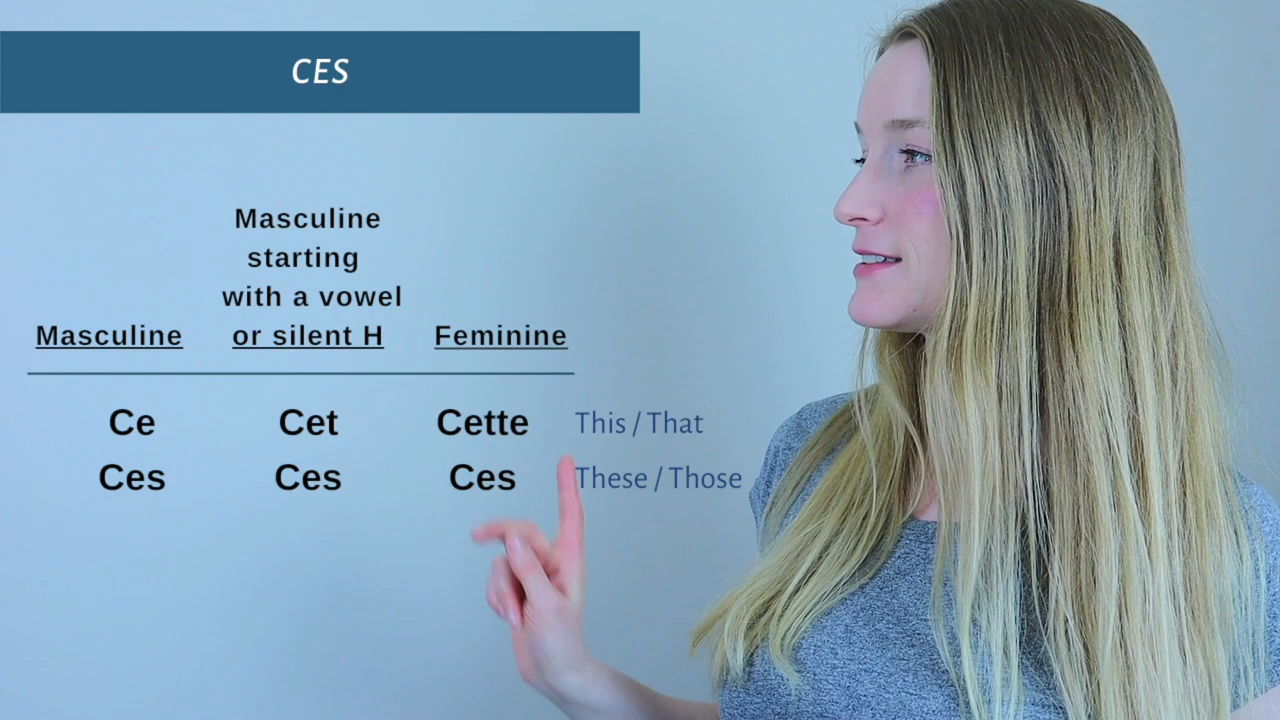 CES
Masculine
starting
with a vowel
Masculine or silent H Feminine
Ce Cet Cette This / That
Ces Ces Ces These / Those